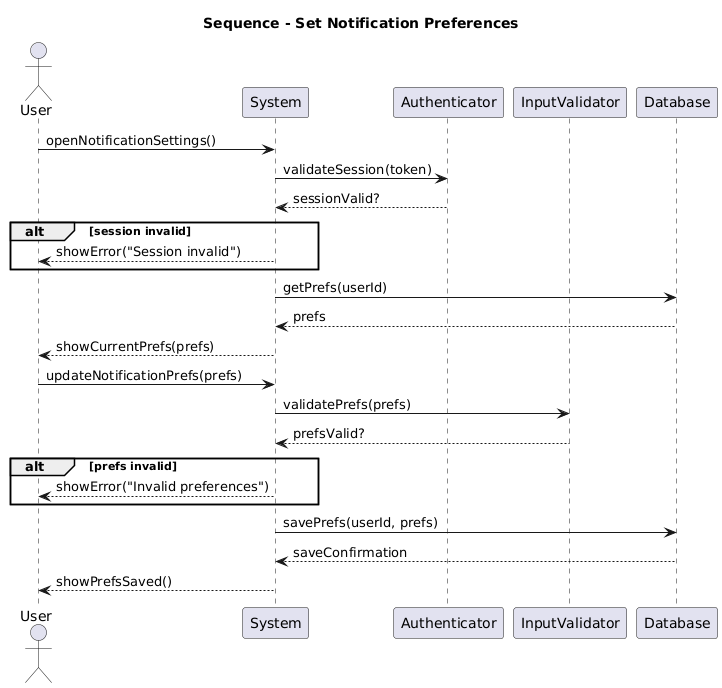 Sequence - Set Notification Preferences
User
System
Authenticator
InputValidator
Database
openNotificationSettings()
validateSession(token)
sessionValid?
alt [session invalid]
showError("Session invalid")
getPrefs(userId)
prefs
showCurrentPrefs(prefs)
updateNotificationPrefs(prefs)
validatePrefs(prefs)
prefsValid?
alt [prefs invalid]
showError("Invalid preferences")
savePrefs(userId, prefs)
saveConfirmation
showPrefsSaved()
User
System
Authenticator
InputValidator
Database